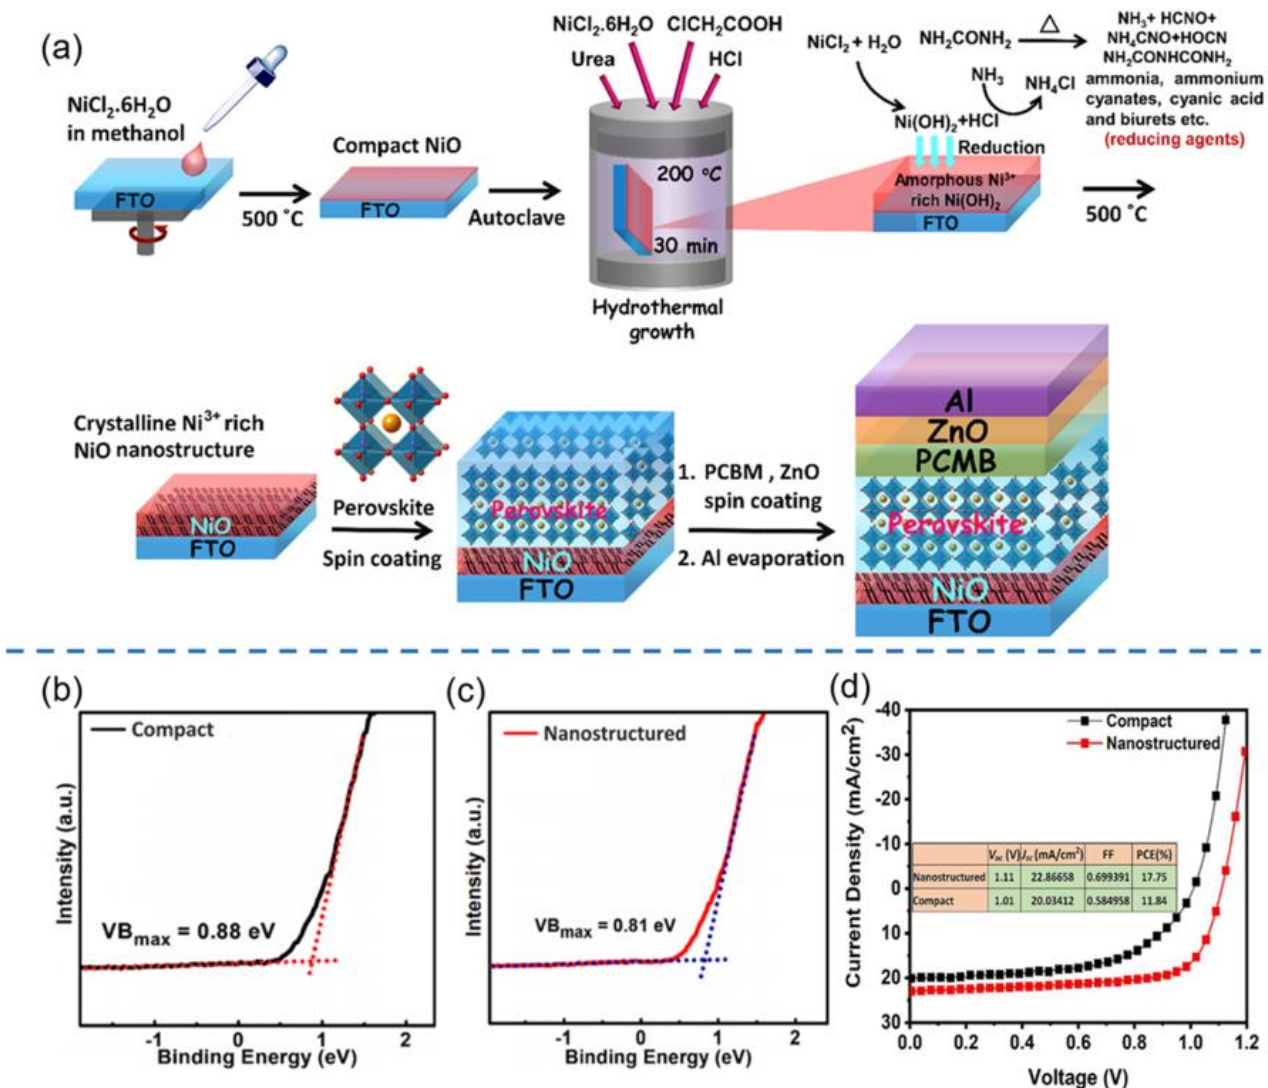 (a)
NiCl₂.6H₂O
in methanol
FTO
500 ˚C
Compact NiO
FTO
Autoclave
NiCl₂.6H₂O ClCH₂COOH
Urea HCl
200 °C
30 min
Hydrothermal
growth
NiCl₂ + H₂O
NH₂CONH₂
△
NH₃+ HCNO+
NH₄CNO+HOCN
NH₂CONHCONH₂
ammonia, ammonium
cyanates, cyanic acid
and biurets etc.
(reducing agents)
NH₃
NH₄Cl
Ni(OH)₂+HCl
Reduction
Amorphous Ni³⁺
rich Ni(OH)₂
FTO
500 ˚C
Crystalline Ni³⁺ rich
NiO nanostructure
NiO
FTO
Perovskite
Spin coating
Perovskite
NiO
FTO
1. PCBM , ZnO
spin coating
2. Al evaporation
Al
ZnO
PCMB
Perovskite
NiO
FTO
(b)
Compact
VBmax = 0.88 eV
Intensity (a.u.)
-1 0 1 2
Binding Energy (eV)
(c)
Nanostructured
VBmax = 0.81 eV
Intensity (a.u.)
-1 0 1 2
Binding Energy (eV)
(d)
Compact
Nanostructured
Current Density (mA/cm²)
-40
-30
-20
-10
0
10
20
30
Voc (V) Jsc (mA/cm²) FF PCE(%)
Nanostructured 1.11 22.86658 0.699391 17.75
Compact 1.01 20.03412 0.584958 11.84
0.0 0.2 0.4 0.6 0.8 1.0 1.2
Voltage (V)